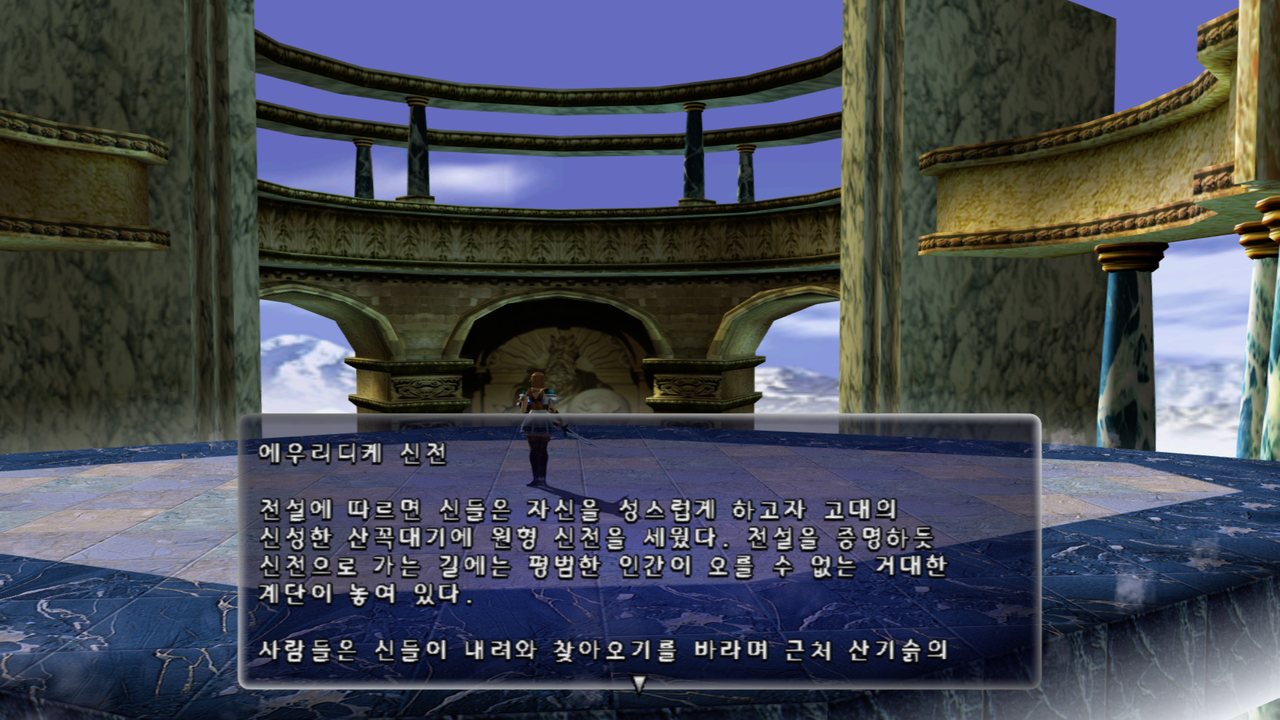 에우리디케 신전
전설에 따르면 신들은 자신을 성스럽게 하고자 고대의
신성한 산꼭대기에 원형 신전을 세웠다. 전설을 증명하듯
신전으로 가는 길에는 평범한 인간이 오를 수 없는 거대한
계단이 놓여 있다.
사람들은 신들이 내려와 찾아오기를 바라며 근처 산기슭의